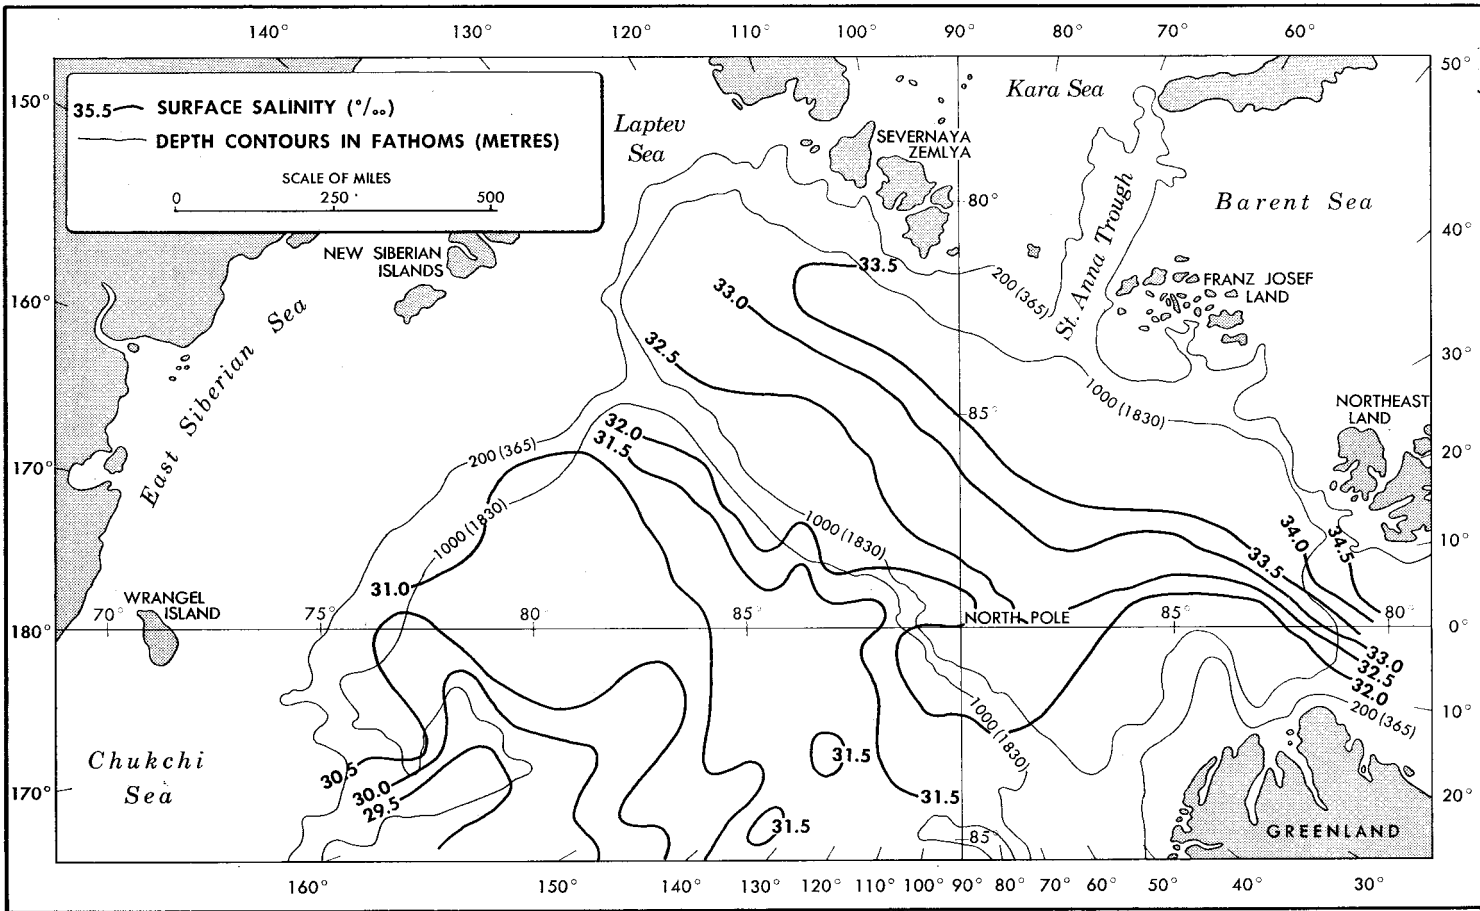 140° 130° 120° 110° 100° 90° 80° 70° 60°
50°
150°
35.5 SURFACE SALINITY (°/oo)
DEPTH CONTOURS IN FATHOMS (METRES)
SCALE OF MILES
0 250 500
Laptev
Sea
Kara Sea
SEVERNAYA
ZEMLYA
80°
St. Anna Trough
Barent Sea
40°
NEW SIBERIAN
ISLANDS
33.5
200 (365)
FRANZ JOSEF
LAND
160°
East Siberian Sea
33.0
32.5
30°
1000 (1830)
85°
NORTHEAST
LAND
32.0
31.5
200 (365)
20°
170°
1000 (1830)
1000 (1830)
34.0
34.5
10°
33.5
31.0
WRANGEL
ISLAND
70° 75° 80 85° NORTH POLE 85° 80°
180°
0°
33.0
32.5
32.0
200 (365)
10°
1000 (1830)
Chukchi
Sea
31.5
30.5
30.0
29.5
31.5
170°
20°
31.5
85°
GREENLAND
160° 150° 140° 130° 120° 110° 100° 90° 80° 70° 60° 50° 40° 30°